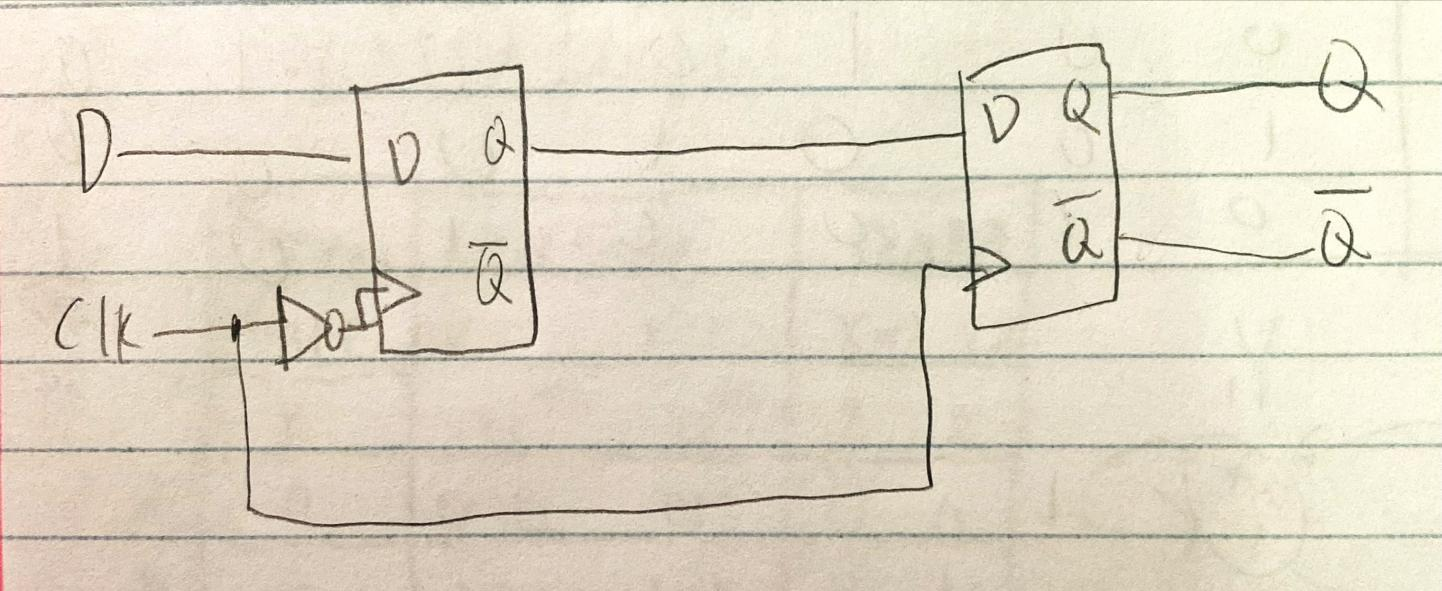 D D Q D Q Q
Q̅ Q̅ Q̅
Clk